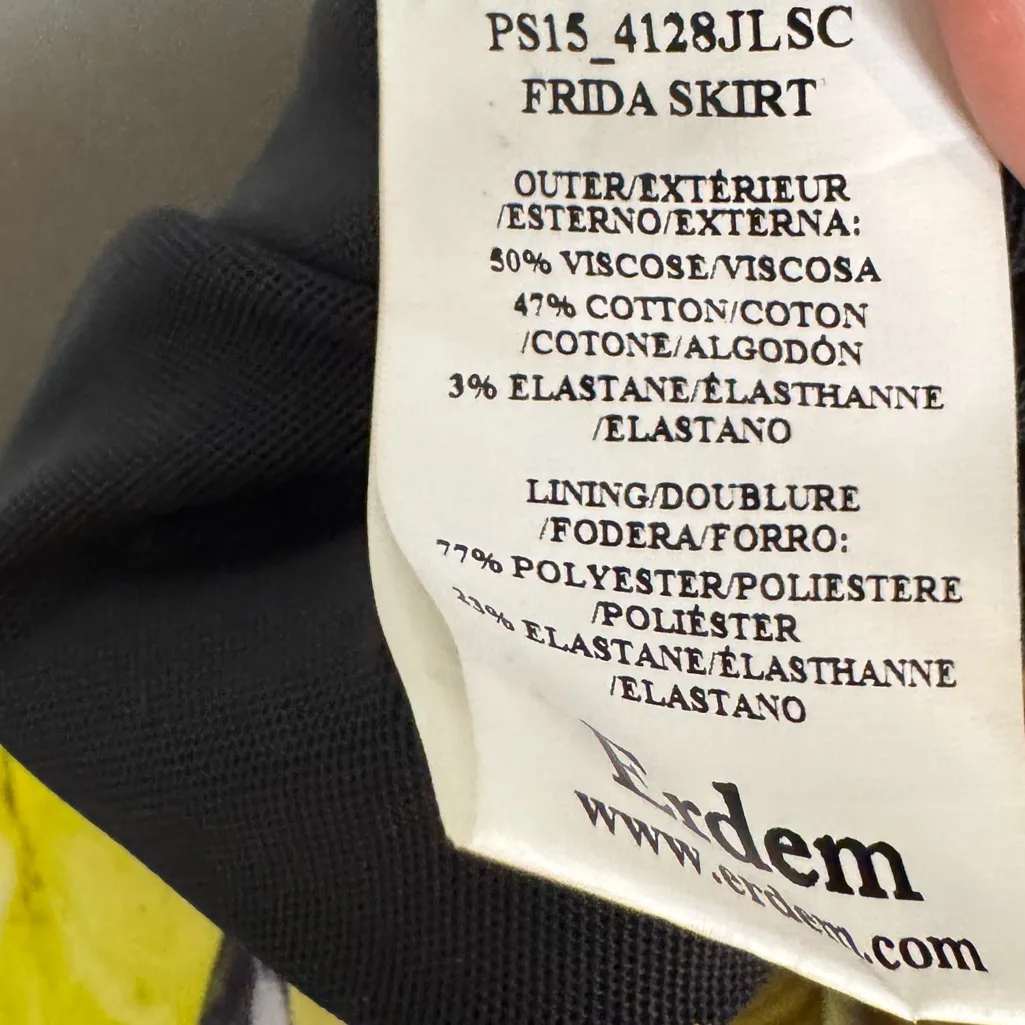 PS15_4128JLSC
FRIDA SKIRT
OUTER/EXTÉRIEUR
/ESTERNO/EXTERNA:
50% VISCOSE/VISCOSA
47% COTTON/COTON
/COTONE/ALGODÓN
3% ELASTANE/ÉLASTHANNE
/ELASTANO
LINING/DOUBLURE
/FODERA/FORRO:
77% POLYESTER/POLIESTERE
/POLIÉSTER
23% ELASTANE/ÉLASTHANNE
/ELASTANO
Erdem
www.erdem.com